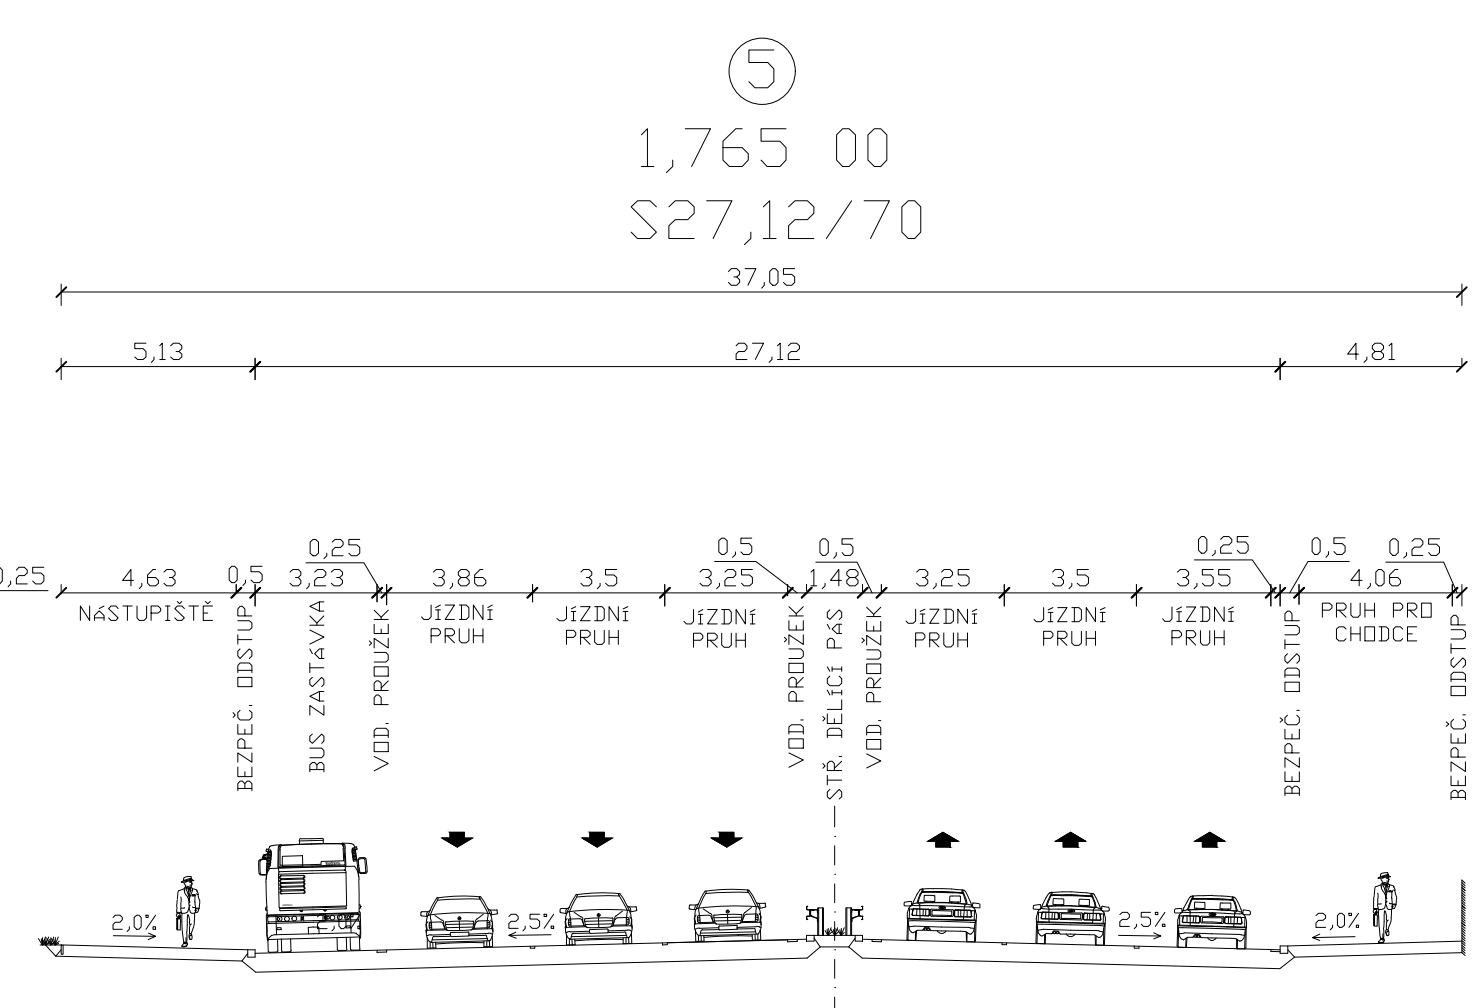 5
1,765 00
S27,12/70
37,05
5,13 27,12 4,81
0,25 0,5 0,5 0,25 0,5 0,25
0,25 4,63 0,5 3,23 3,86 3,5 3,25 1,48 3,25 3,5 3,55 4,06
NÁSTUPIŠTĚ
BEZPEČ. ODSTUP
BUS ZASTÁVKA
VOD. PROUŽEK
JÍZDNÍ
PRUH
JÍZDNÍ
PRUH
JÍZDNÍ
PRUH
VOD. PROUŽEK
STŘ. DĚLÍCÍ PÁS
VOD. PROUŽEK
JÍZDNÍ
PRUH
JÍZDNÍ
PRUH
JÍZDNÍ
PRUH
BEZPEČ. ODSTUP
PRUH PRO
CHODCE
BEZPEČ. ODSTUP
2,0% 2,5% 2,5% 2,0%